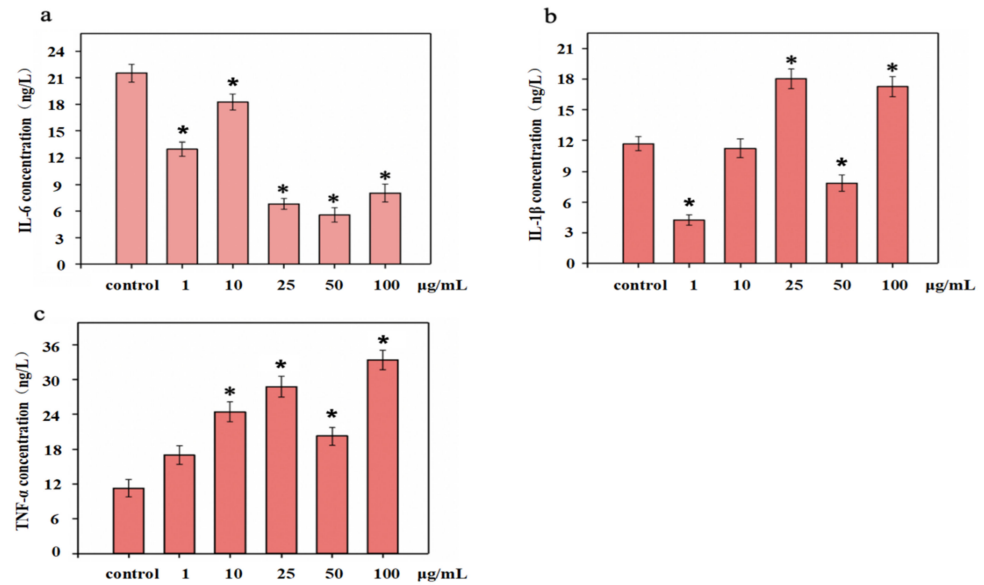 a
IL-6 concentration（ng/L）
24
21
18
15
12
9
6
3
0
* * * * *
control 1 10 25 50 100 μg/mL
b
IL-1β concentration (ng/L)
21
18
12
9
6
3
0
* * * *
control 1 10 25 50 100 μg/mL
c
TNF-α concentration（ng/L）
36
30
24
18
12
6
0
* * * *
control 1 10 25 50 100 μg/mL